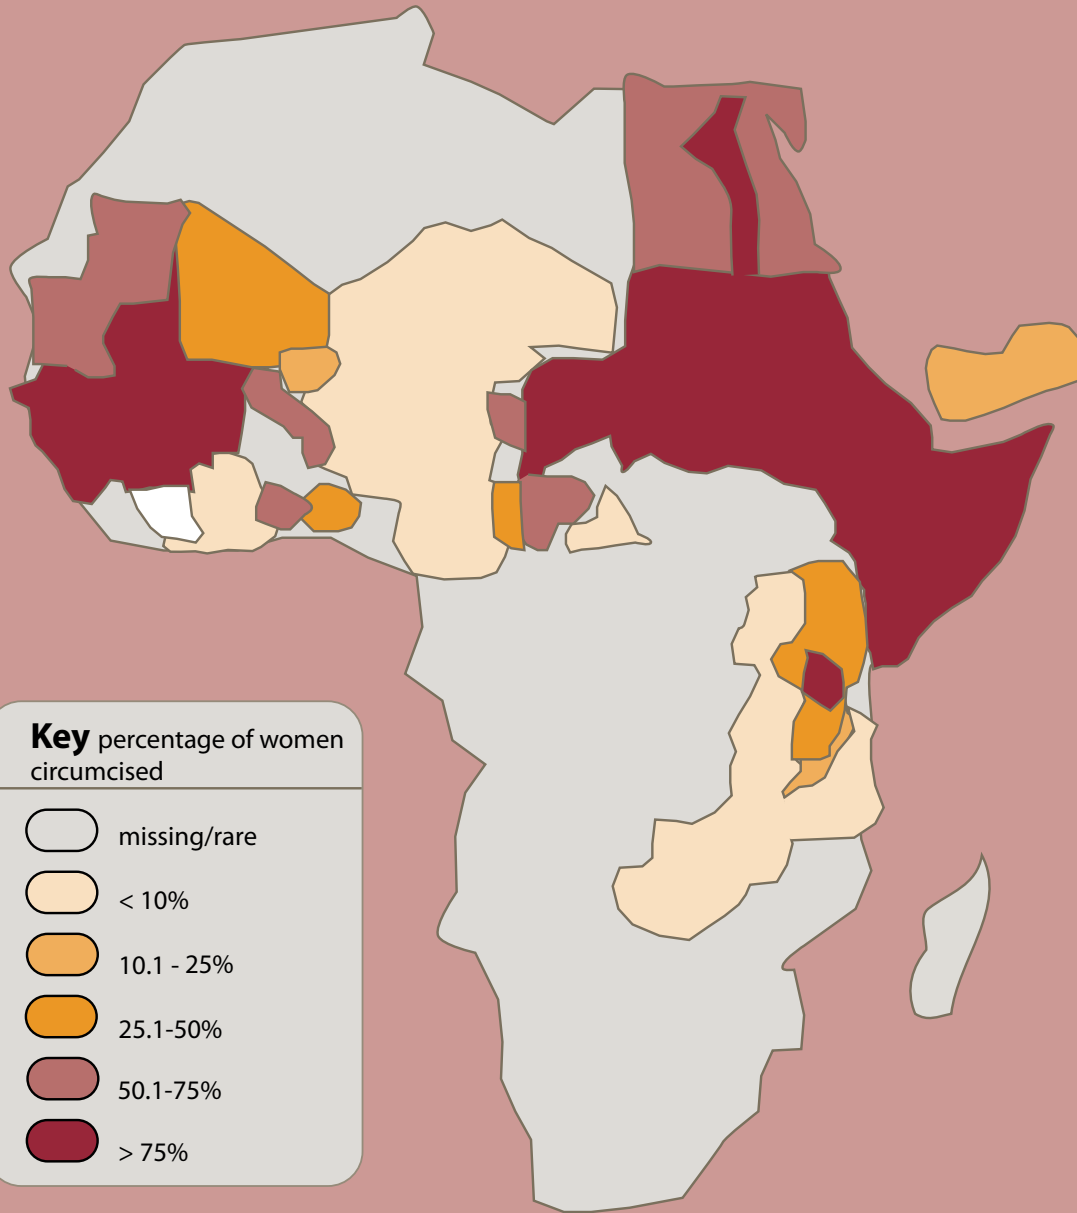 Key percentage of women
circumcised
missing/rare
< 10%
10.1 - 25%
25.1-50%
50.1-75%
> 75%